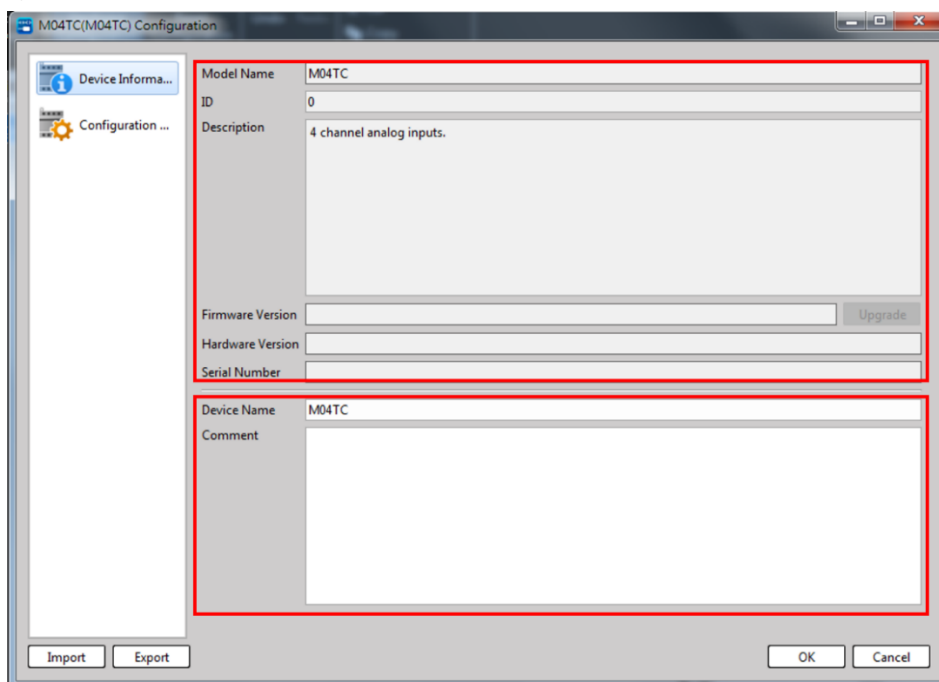 M04TC(M04TC) Configuration
Device Informa...
Configuration ...
Model Name M04TC
ID 0
Description 4 channel analog inputs.
Firmware Version Upgrade
Hardware Version
Serial Number
Device Name M04TC
Comment
Import Export OK Cancel